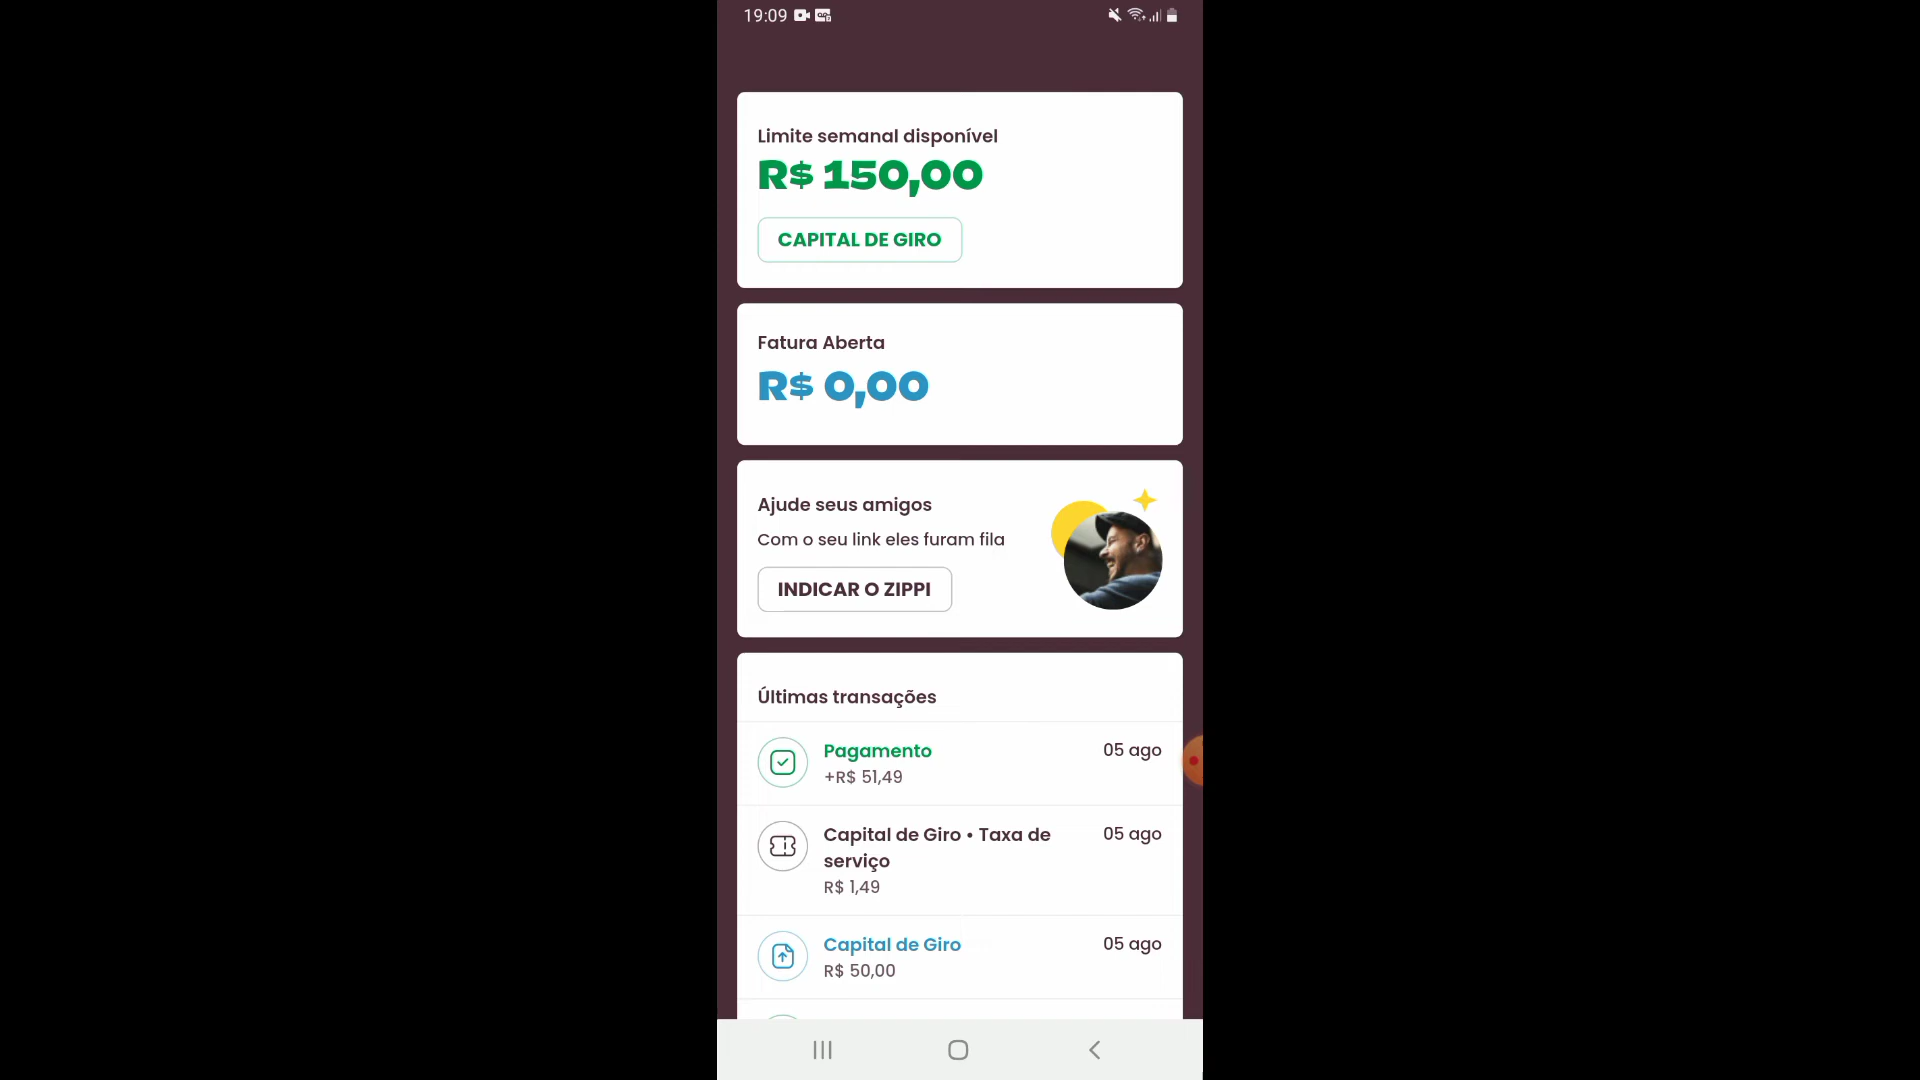 19:09
Limite semanal disponível
R$ 150,00
CAPITAL DE GIRO
Fatura Aberta
R$ 0,00
Ajude seus amigos
Com o seu link eles furam fila
INDICAR O ZIPPI
Últimas transações
Pagamento
05 ago
+R$ 51,49
Capital de Giro • Taxa de
05 ago
serviço
R$ 1,49
Capital de Giro
05 ago
R$ 50,00